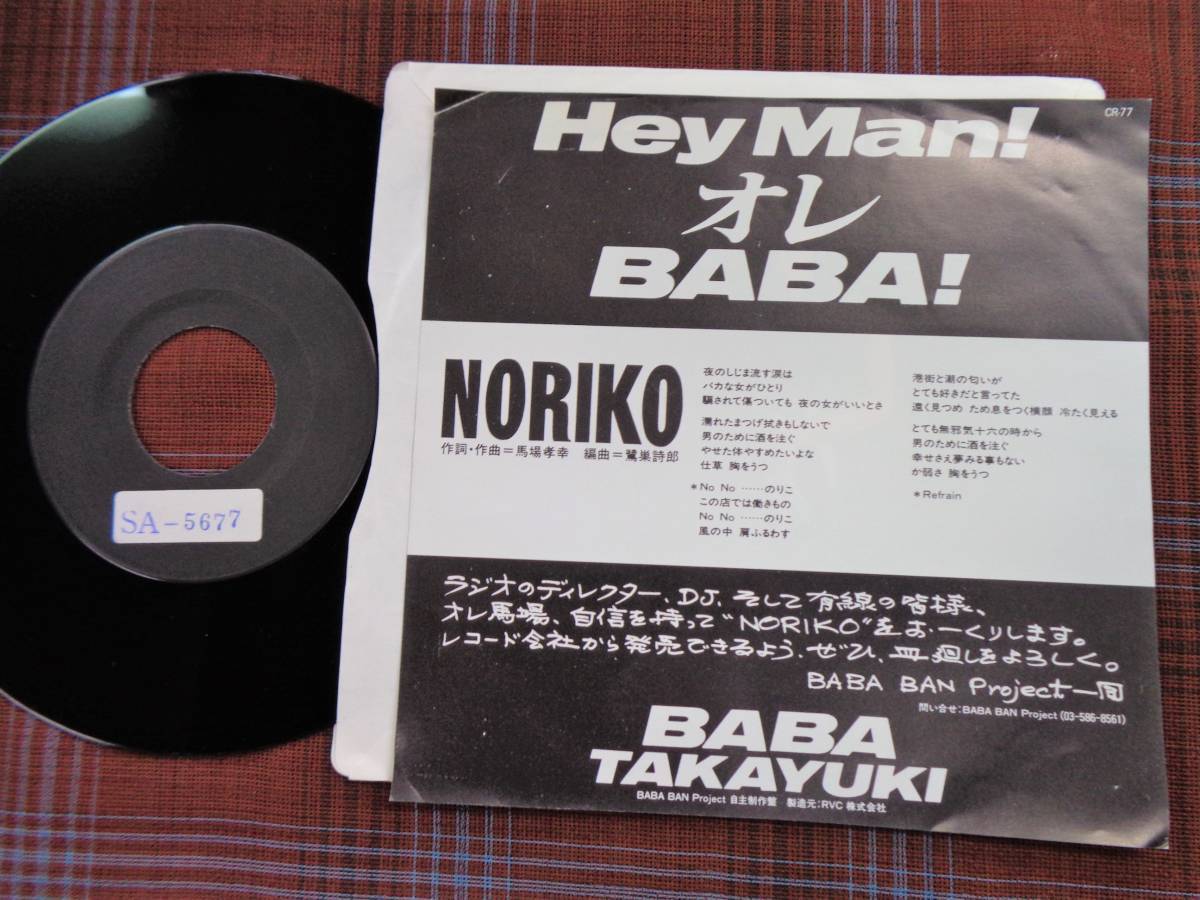 CR-77
Hey Man!
オレ
BABA!
NORIKO
作詞・作曲=馬場孝幸 編曲=鷺巣詩郎
夜のしじま流す涙は
バカな女がひとり
騙されて傷ついても 夜の女がいいとさ
濡れたまつげ拭きもしないで
男のために酒を注ぐ
やせた体やすめたいよな
仕草 胸をうつ
*No No ……のりこ
この店では働きもの
No No ……のりこ
風の中 肩ふるわす
港街と潮の匂いが
とても好きだと言ってた
遠く見つめ ため息をつく横顔 冷たく見える
とても無邪気十六の時から
男のために酒を注ぐ
幸せさえ夢みる事もない
か弱さ 胸をうつ
*Refrain
ラジオのディレクター、DJ、そして有線の皆様、
オレ馬場、自信を持って“NORIKO”をお・ーくりします。
レコード会社から発売できるよう、ぜひ、皿廻しをよろしく。
BABA BAN Project一同
問い合せ:BABA BAN Project (03-586-8561)
BABA
TAKAYUKI
BABA BAN Project 自主制作盤 製造元:RVC 株式会社
SA-5677